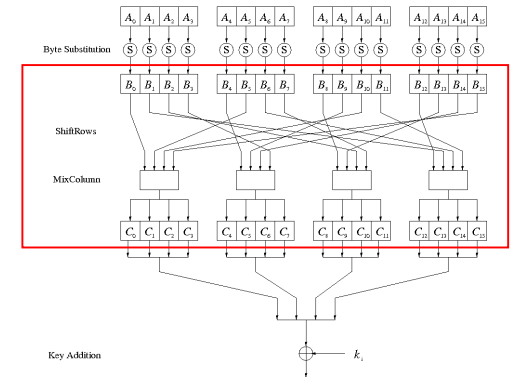 A₀ A₁ A₂ A₃ A₄ A₅ A₆ A₇ A₈ A₉ A₁₀ A₁₁ A₁₂ A₁₃ A₁₄ A₁₅
Byte Substitution S S S S S S S S S S S S S S S S
B₀ B₁ B₂ B₃ B₄ B₅ B₆ B₇ B₈ B₉ B₁₀ B₁₁ B₁₂ B₁₃ B₁₄ B₁₅
ShiftRows
MixColumn
C₀ C₁ C₂ C₃ C₄ C₅ C₆ C₇ C₈ C₉ C₁₀ C₁₁ C₁₂ C₁₃ C₁₄ C₁₅
Key Addition kᵢ